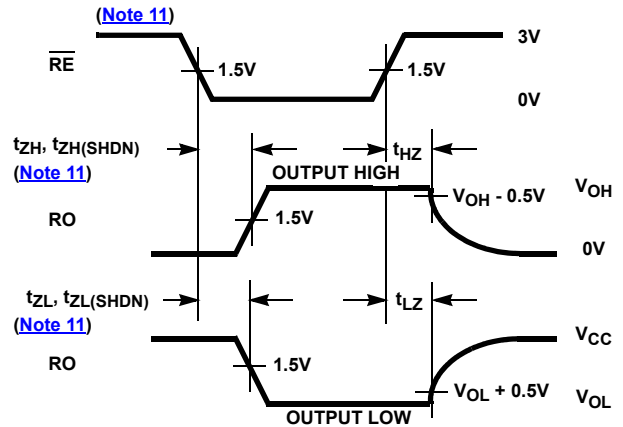 (Note 11)
RE
3V
1.5V
1.5V
0V
tZH, tZH(SHDN)
(Note 11)
tHZ
OUTPUT HIGH
VOH - 0.5V
VOH
RO
1.5V
0V
tZL, tZL(SHDN)
(Note 11)
tLZ
RO
VCC
1.5V
VOL + 0.5V
VOL
OUTPUT LOW